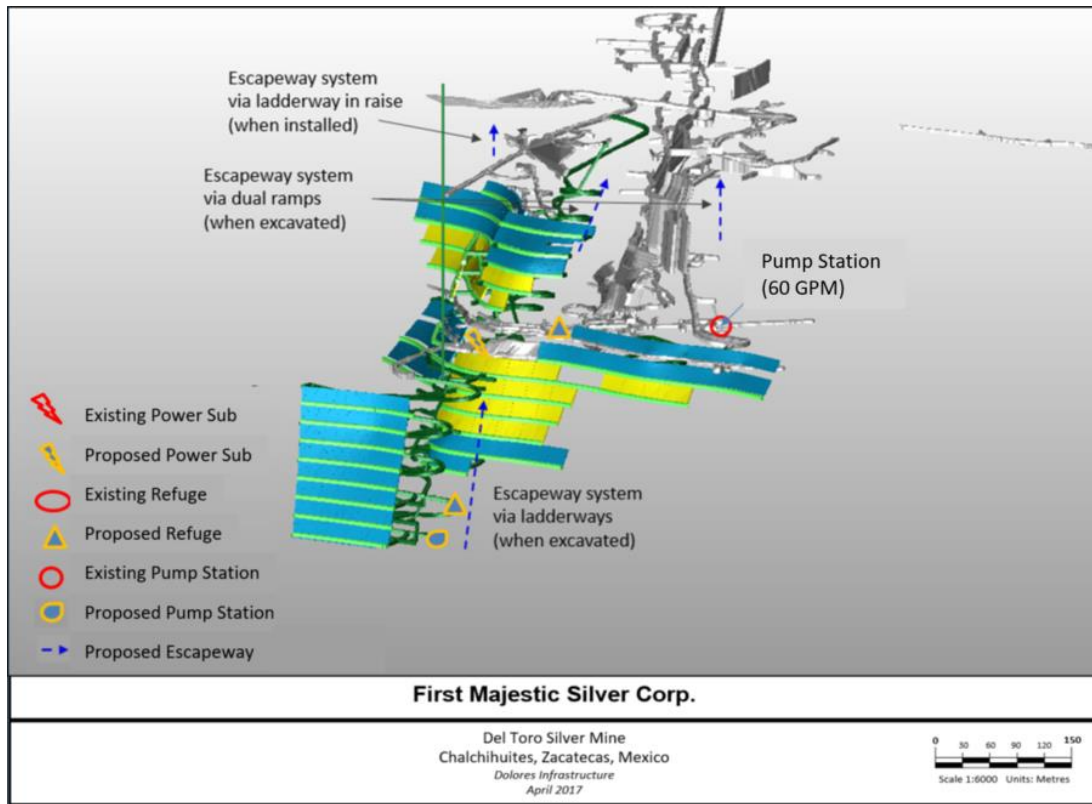 Escapeway system
via ladderway in raise
(when installed)
Escapeway system
via dual ramps
(when excavated)
Pump Station
(60 GPM)
Existing Power Sub
Proposed Power Sub
Existing Refuge
Proposed Refuge
Existing Pump Station
Proposed Pump Station
Proposed Escapeway
Escapeway system
via ladderways
(when excavated)
First Majestic Silver Corp.
Del Toro Silver Mine
Chalchihuites, Zacatecas, Mexico
Dolores Infrastructure
April 2017
0 30 60 90 120 150
Scale 1:6000 Units: Metres